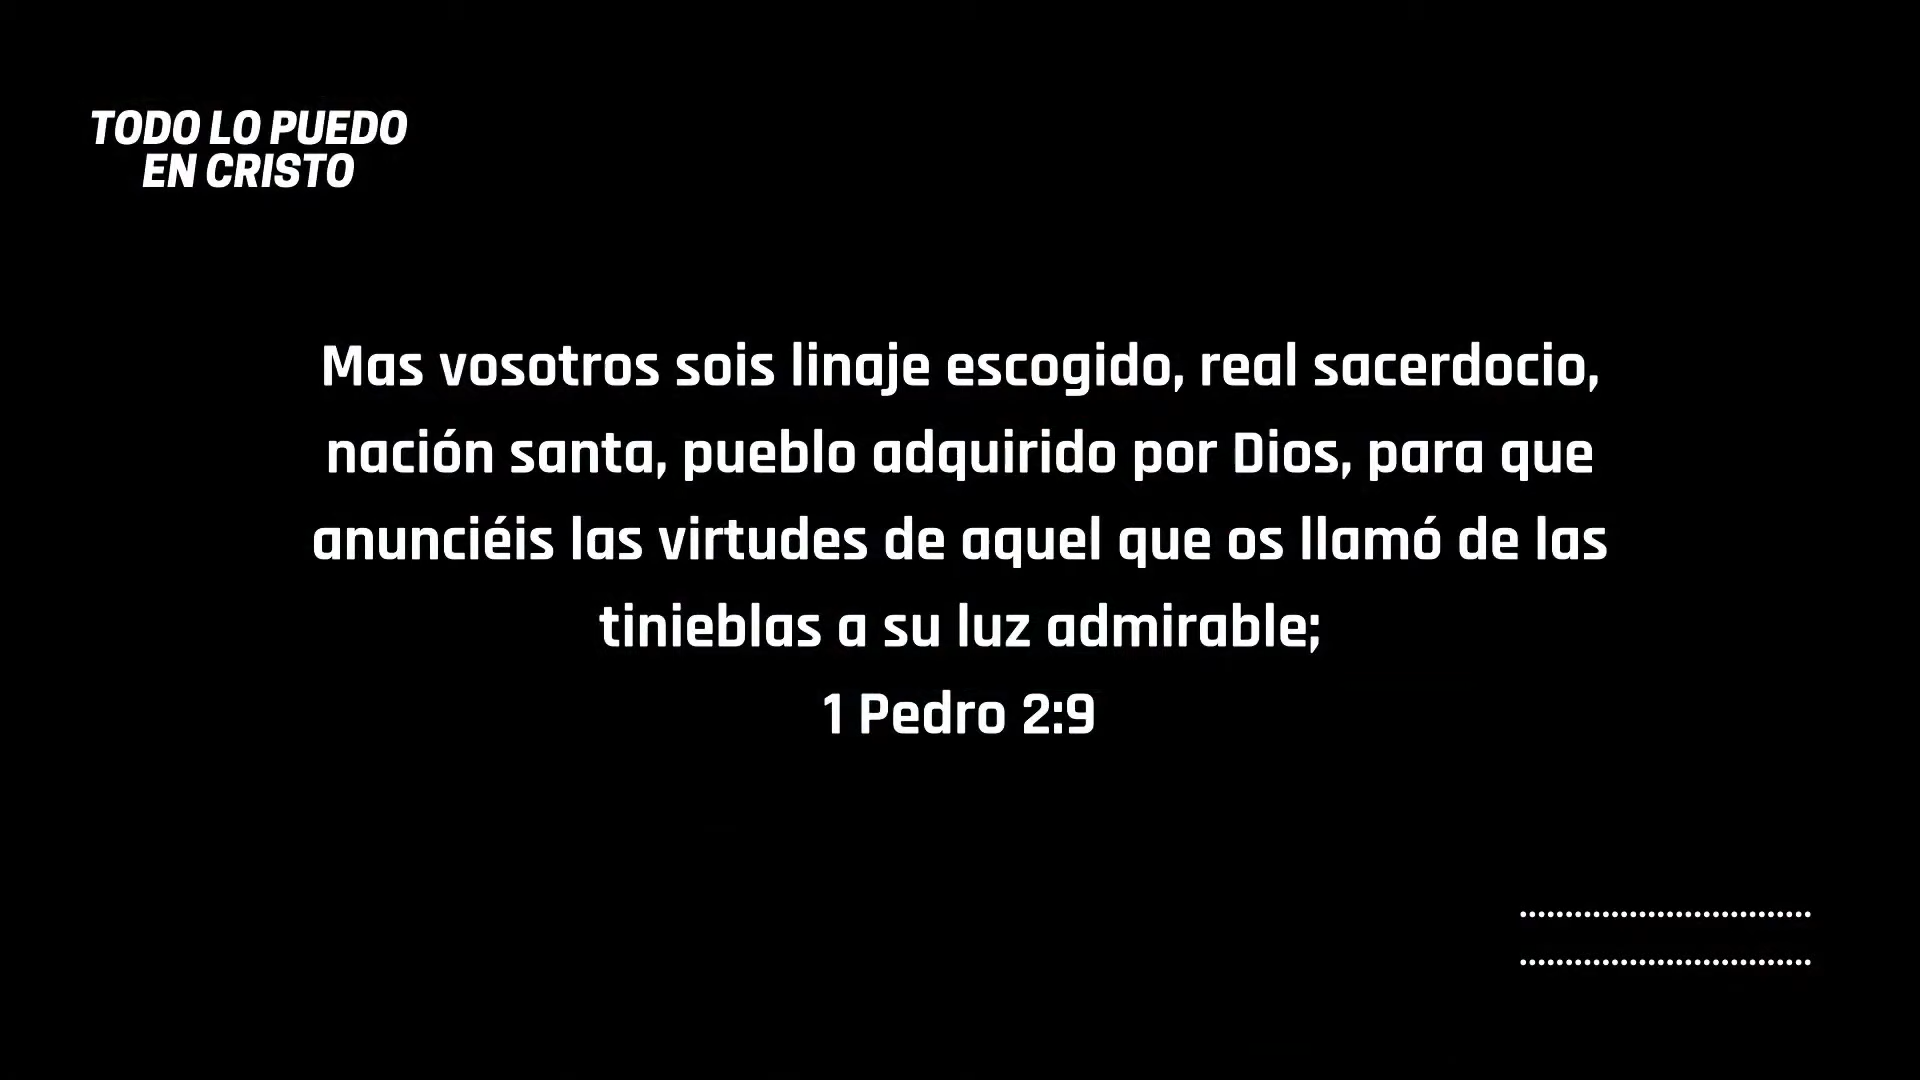 TODO LO PUEDO
EN CRISTO
Mas vosotros sois linaje escogido, real sacerdocio,
nación santa, pueblo adquirido por Dios, para que
anunciéis las virtudes de aquel que os llamó de las
tinieblas a su luz admirable;
1 Pedro 2:9